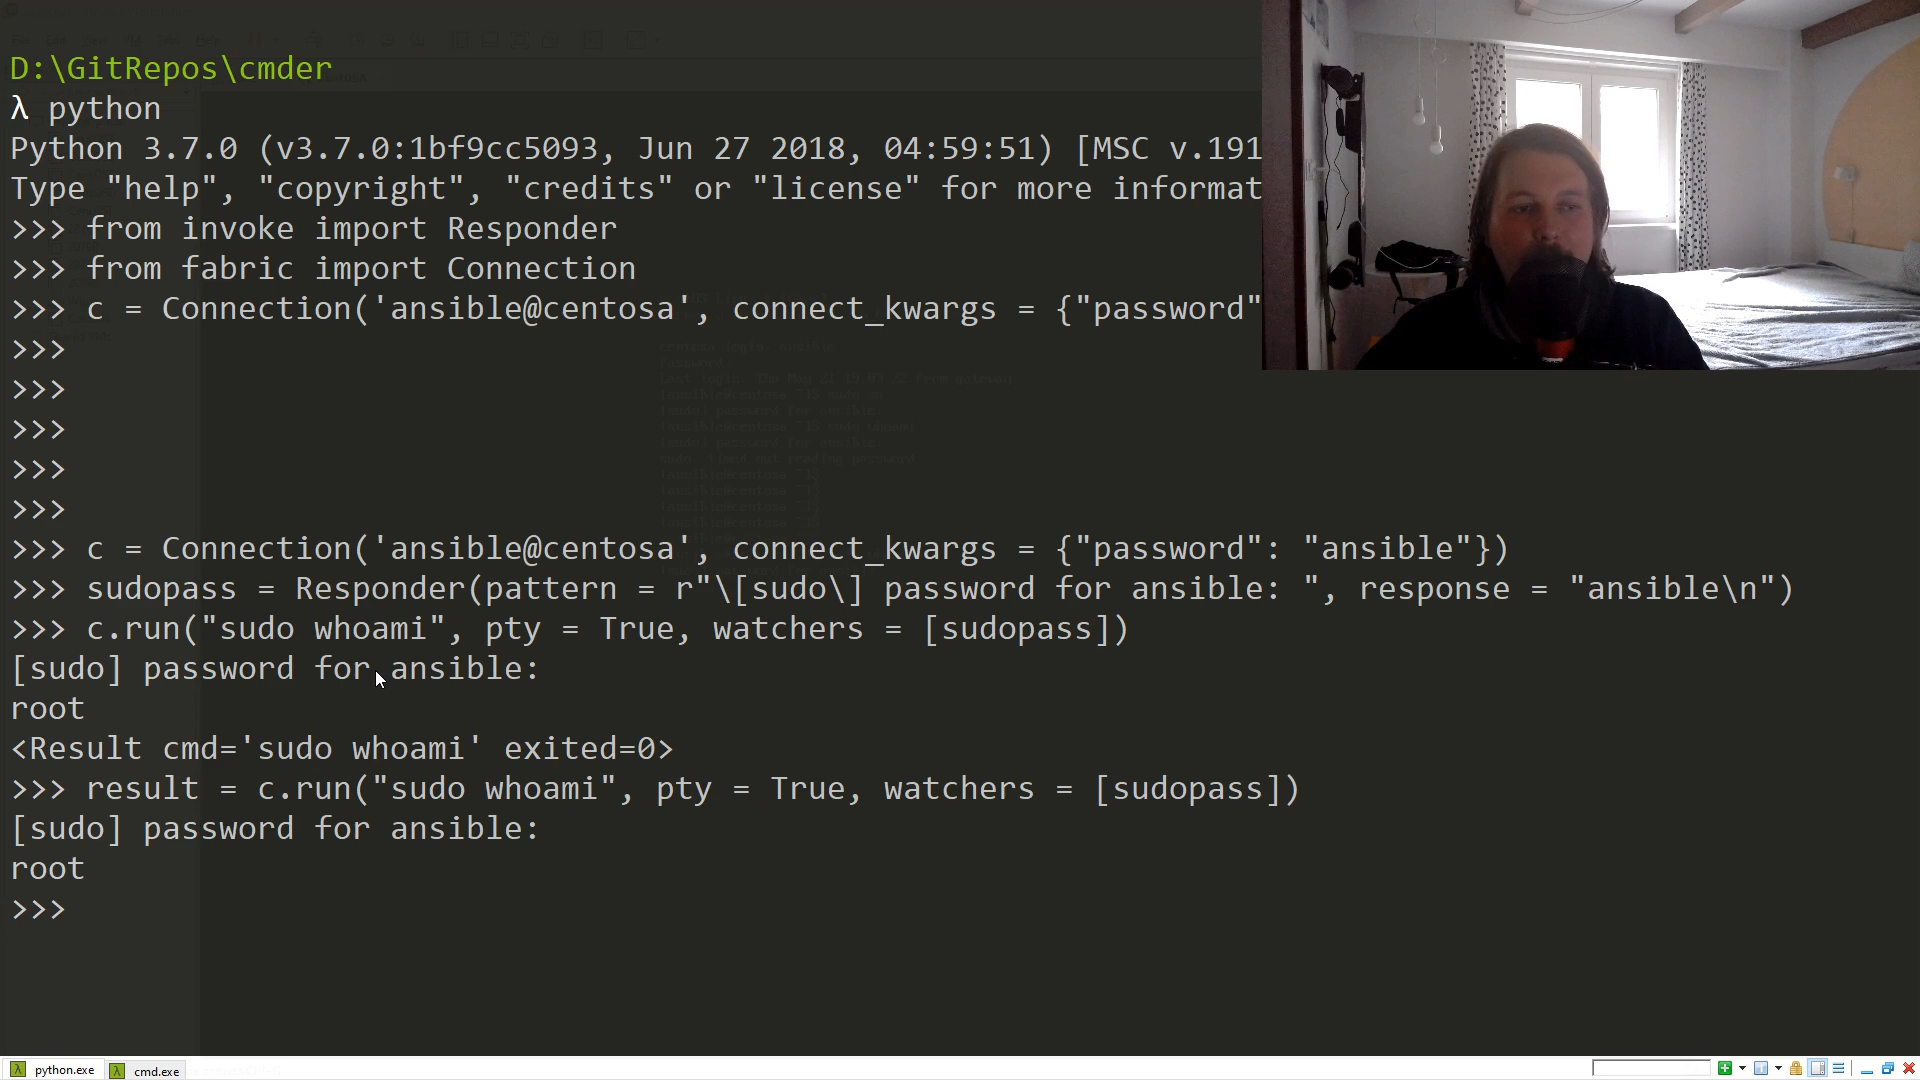 D:\GitRepos\cmder
λ python
Python 3.7.0 (v3.7.0:1bf9cc5093, Jun 27 2018, 04:59:51) [MSC v.191
Type "help", "copyright", "credits" or "license" for more informat
>>> from invoke import Responder
>>> from fabric import Connection
>>> c = Connection('ansible@centosa', connect_kwargs = {"password"
>>>
>>>
>>>
>>>
>>>
>>> c = Connection('ansible@centosa', connect_kwargs = {"password": "ansible"})
>>> sudopass = Responder(pattern = r"\[sudo\] password for ansible: ", response = "ansible\n")
>>> c.run("sudo whoami", pty = True, watchers = [sudopass])
[sudo] password for ansible:
root
<Result cmd='sudo whoami' exited=0>
>>> result = c.run("sudo whoami", pty = True, watchers = [sudopass])
[sudo] password for ansible:
root
>>>
λ python.exe
λ cmd.exe